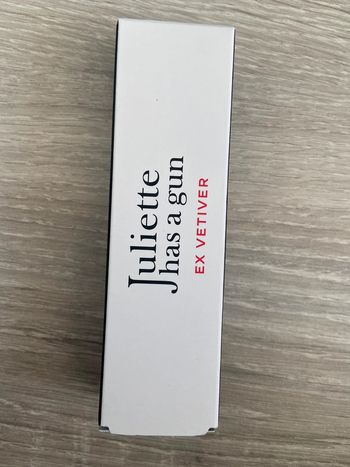 Juliette
has a gun
EX VETIVER